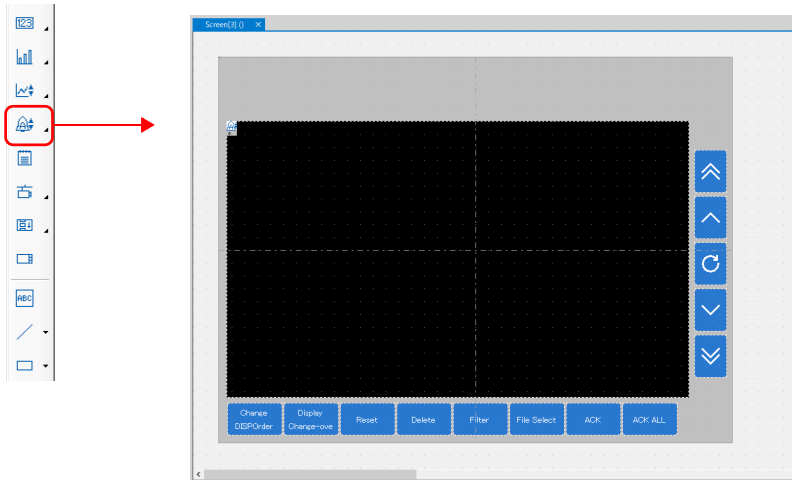 123
Screen[3] ()
ABC
Change
DISPOrder
Display
Change-ove
Reset
Delete
Filter
File Select
ACK
ACK ALL